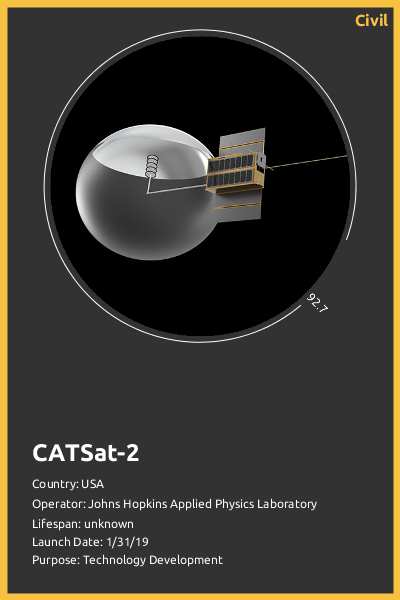 Civil
92.7
CATSat-2
Country: USA
Operator: Johns Hopkins Applied Physics Laboratory
Lifespan: unknown
Launch Date: 1/31/19
Purpose: Technology Development